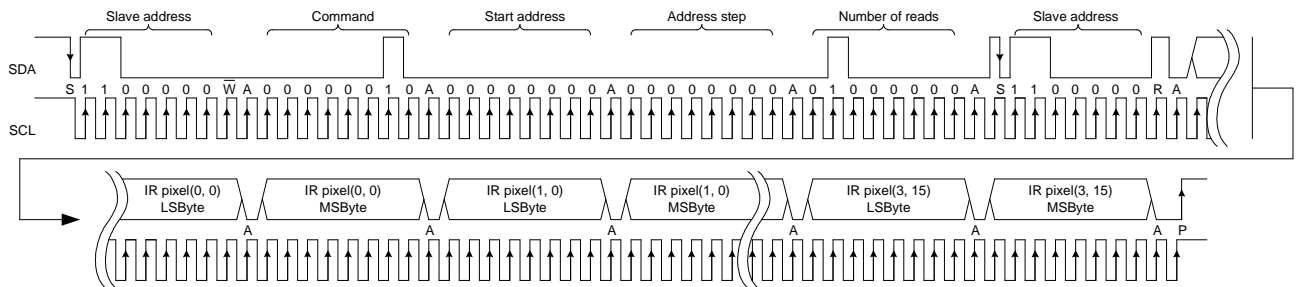 Slave address Command Start address Address step Number of reads Slave address
SDA
S 1 1 0 0 0 0 0 W A 0 0 0 0 0 0 1 0 A 0 0 0 0 0 0 0 0 A 0 0 0 0 0 0 0 0 A 0 1 0 0 0 0 0 0 A S 1 1 0 0 0 0 0 R A
SCL
IR pixel(0, 0) IR pixel(0, 0) IR pixel(1, 0) IR pixel(1, 0) IR pixel(3, 15) IR pixel(3, 15)
LSByte MSByte LSByte MSByte LSByte MSByte
A A A A A A P